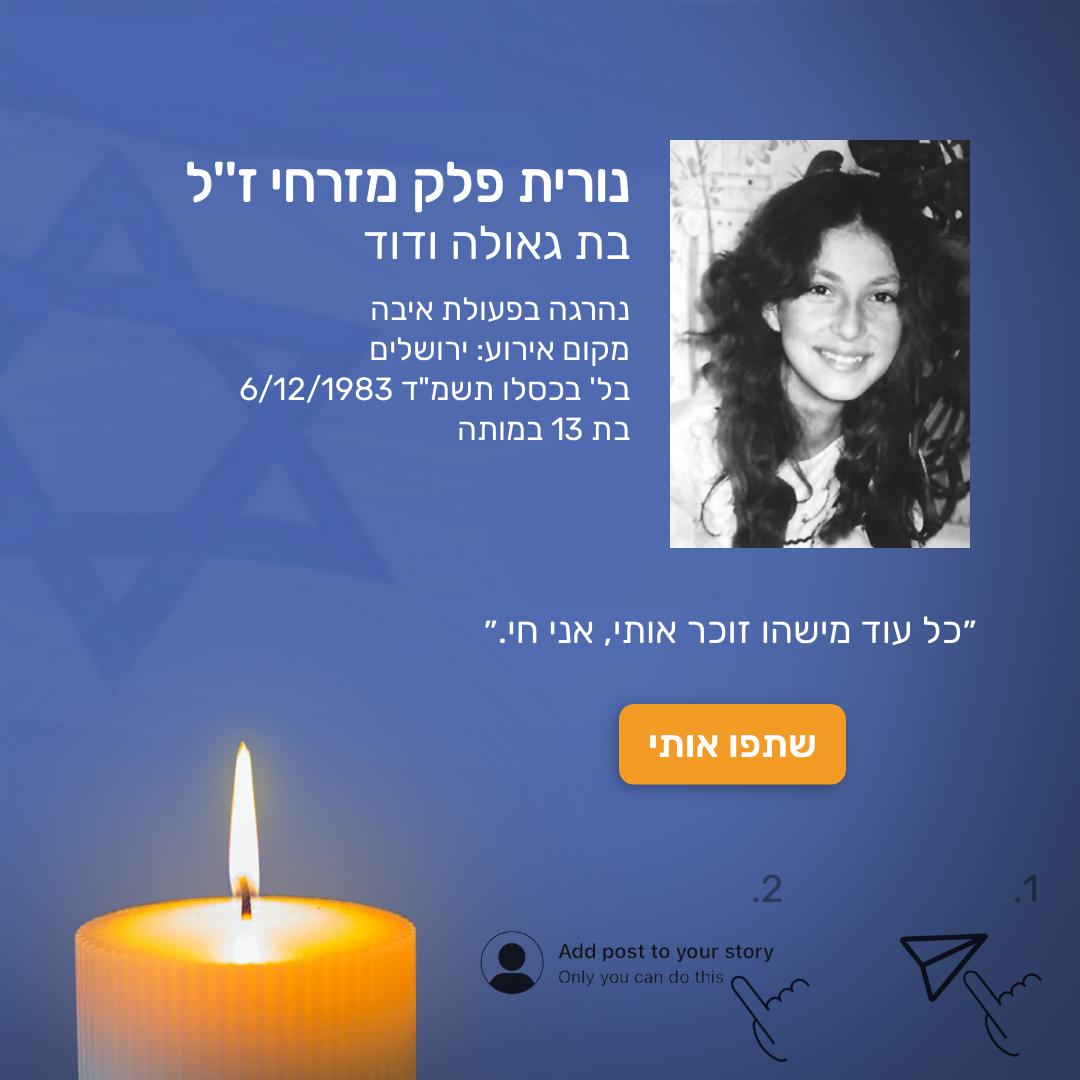 נורית פלק מזרחי ז"ל
בת גאולה ודוד
נהרגה בפעולת איבה
מקום אירוע: ירושלים
בל' בכסלו תשמ"ד 6/12/1983
בת 13 במותה
״כל עוד מישהו זוכר אותי, אני חי.״
שתפו אותי
1.
2.
Add post to your story
Only you can do this